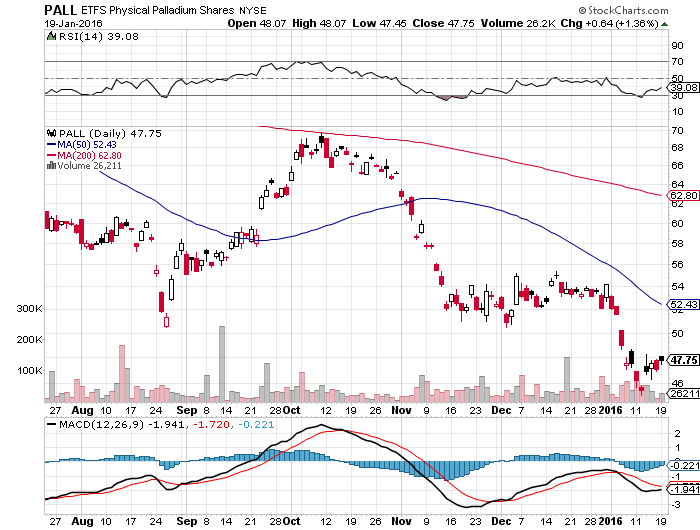 PALL ETFS Physical Palladium Shares NYSE © StockCharts.com
19-Jan-2016 Open 48.07 High 48.07 Low 47.45 Close 47.75 Volume 26.2K Chg +0.64 (+1.36%)
RSI(14) 39.08
90
70
50
39.08
30
10
PALL (Daily) 47.75
MA(50) 52.43
MA(200) 62.80
Volume 26,211
70
68
66
64
62.80
62
60
58
56
54
52.43
50
47.75
46
26211
300K
200K
100K
27 Aug 10 17 24 Sep 8 14 21 28 Oct 12 19 26 Nov 9 16 23 Dec 7 14 21 28 2016 11 19
MACD(12,26,9) -1.941, -1.720, -0.221
2
1
-0.221
-1.941
-3
27 Aug 10 17 24 Sep 8 14 21 28 Oct 12 19 26 Nov 9 16 23 Dec 7 14 21 28 2016 11 19